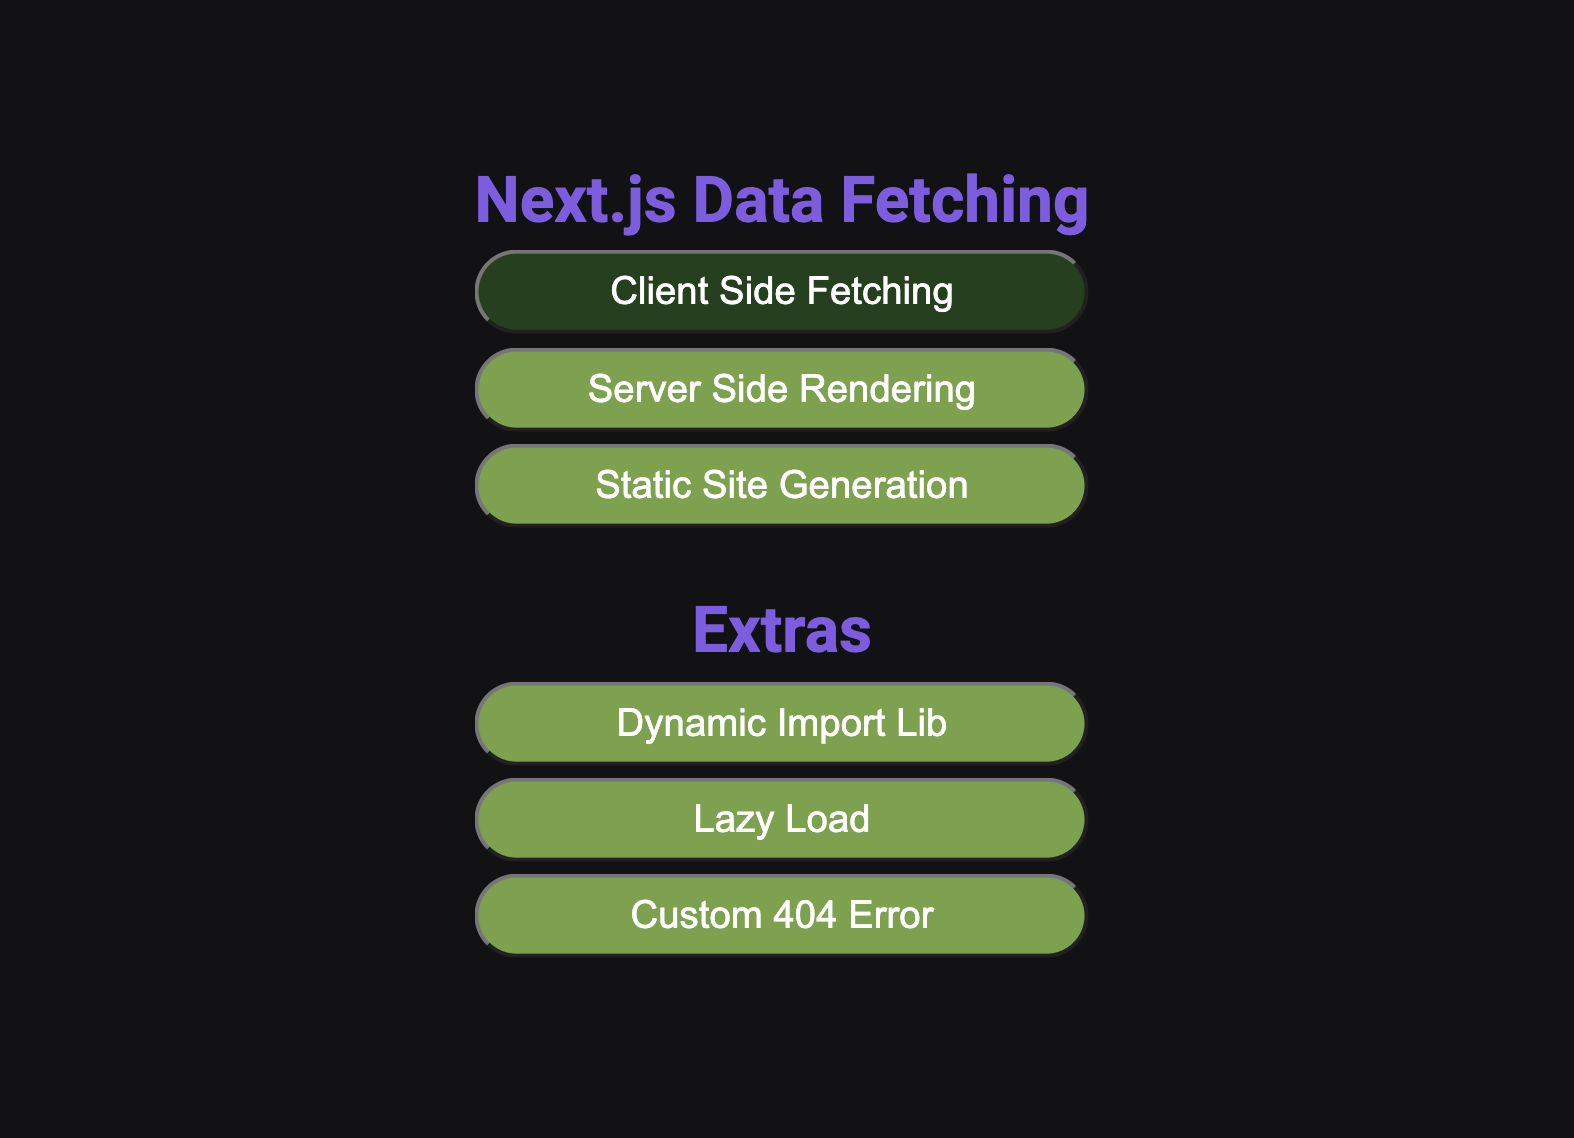 Next.js Data Fetching
Client Side Fetching
Server Side Rendering
Static Site Generation
Extras
Dynamic Import Lib
Lazy Load
Custom 404 Error